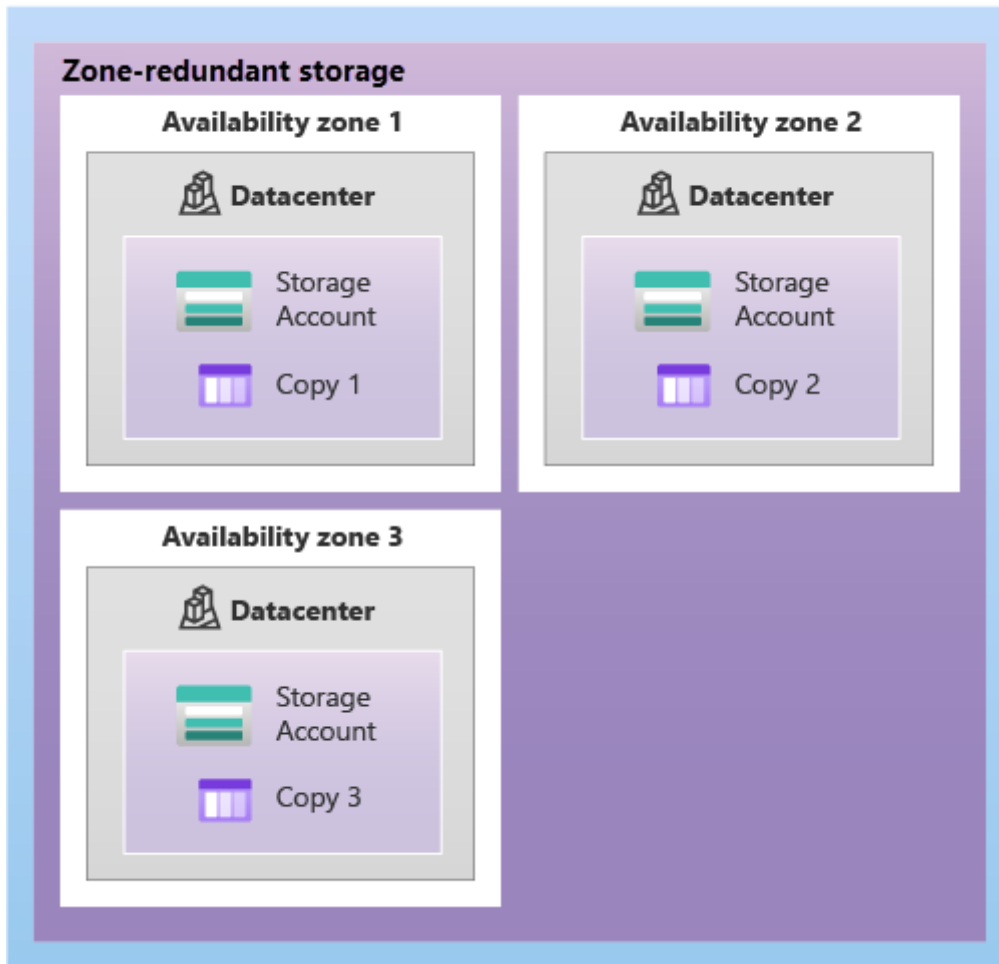 Zone-redundant storage
Availability zone 1
Datacenter
Storage
Account
Copy 1
Availability zone 2
Datacenter
Storage
Account
Copy 2
Availability zone 3
Datacenter
Storage
Account
Copy 3